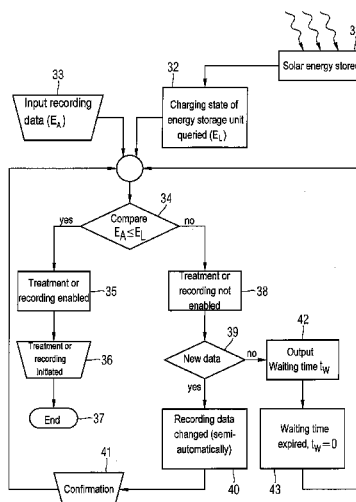 3
Solar energy stored
33
32
Input recording
data (E_A)
Charging state of
energy storage unit
queried (E_L)
34
Compare
E_A≤E_L
yes
no
Treatment or
recording enabled
35
Treatment or
recording not
enabled
38
Treatment or
recording
initiated
36
39
New data
no
yes
42
Output
Waiting time t_W
End
37
Recording data
changed (semi-
automatically)
40
Waiting time
expired, t_W=0
43
41
Confirmation